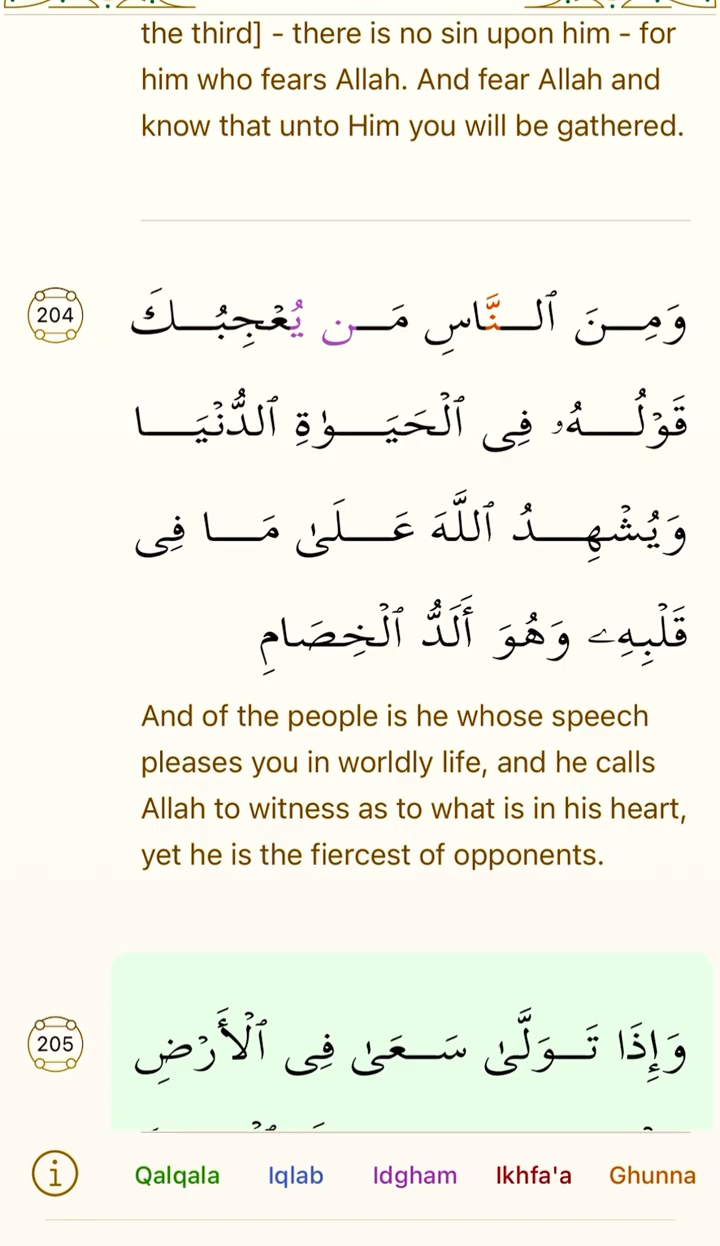 the third] - there is no sin upon him - for
him who fears Allah. And fear Allah and
know that unto Him you will be gathered.
204
وَمِنَ ٱلنَّاسِ مَن يُعْجِبُكَ
قَوْلُهُۥ فِى ٱلْحَيَوٰةِ ٱلدُّنْيَا
وَيُشْهِدُ ٱللَّهَ عَلَىٰ مَا فِى
قَلْبِهِۦ وَهُوَ أَلَدُّ ٱلْخِصَامِ
And of the people is he whose speech
pleases you in worldly life, and he calls
Allah to witness as to what is in his heart,
yet he is the fiercest of opponents.
205
وَإِذَا تَوَلَّىٰ سَعَىٰ فِى ٱلْأَرْضِ
i Qalqala Iqlab Idgham Ikhfa'a Ghunna